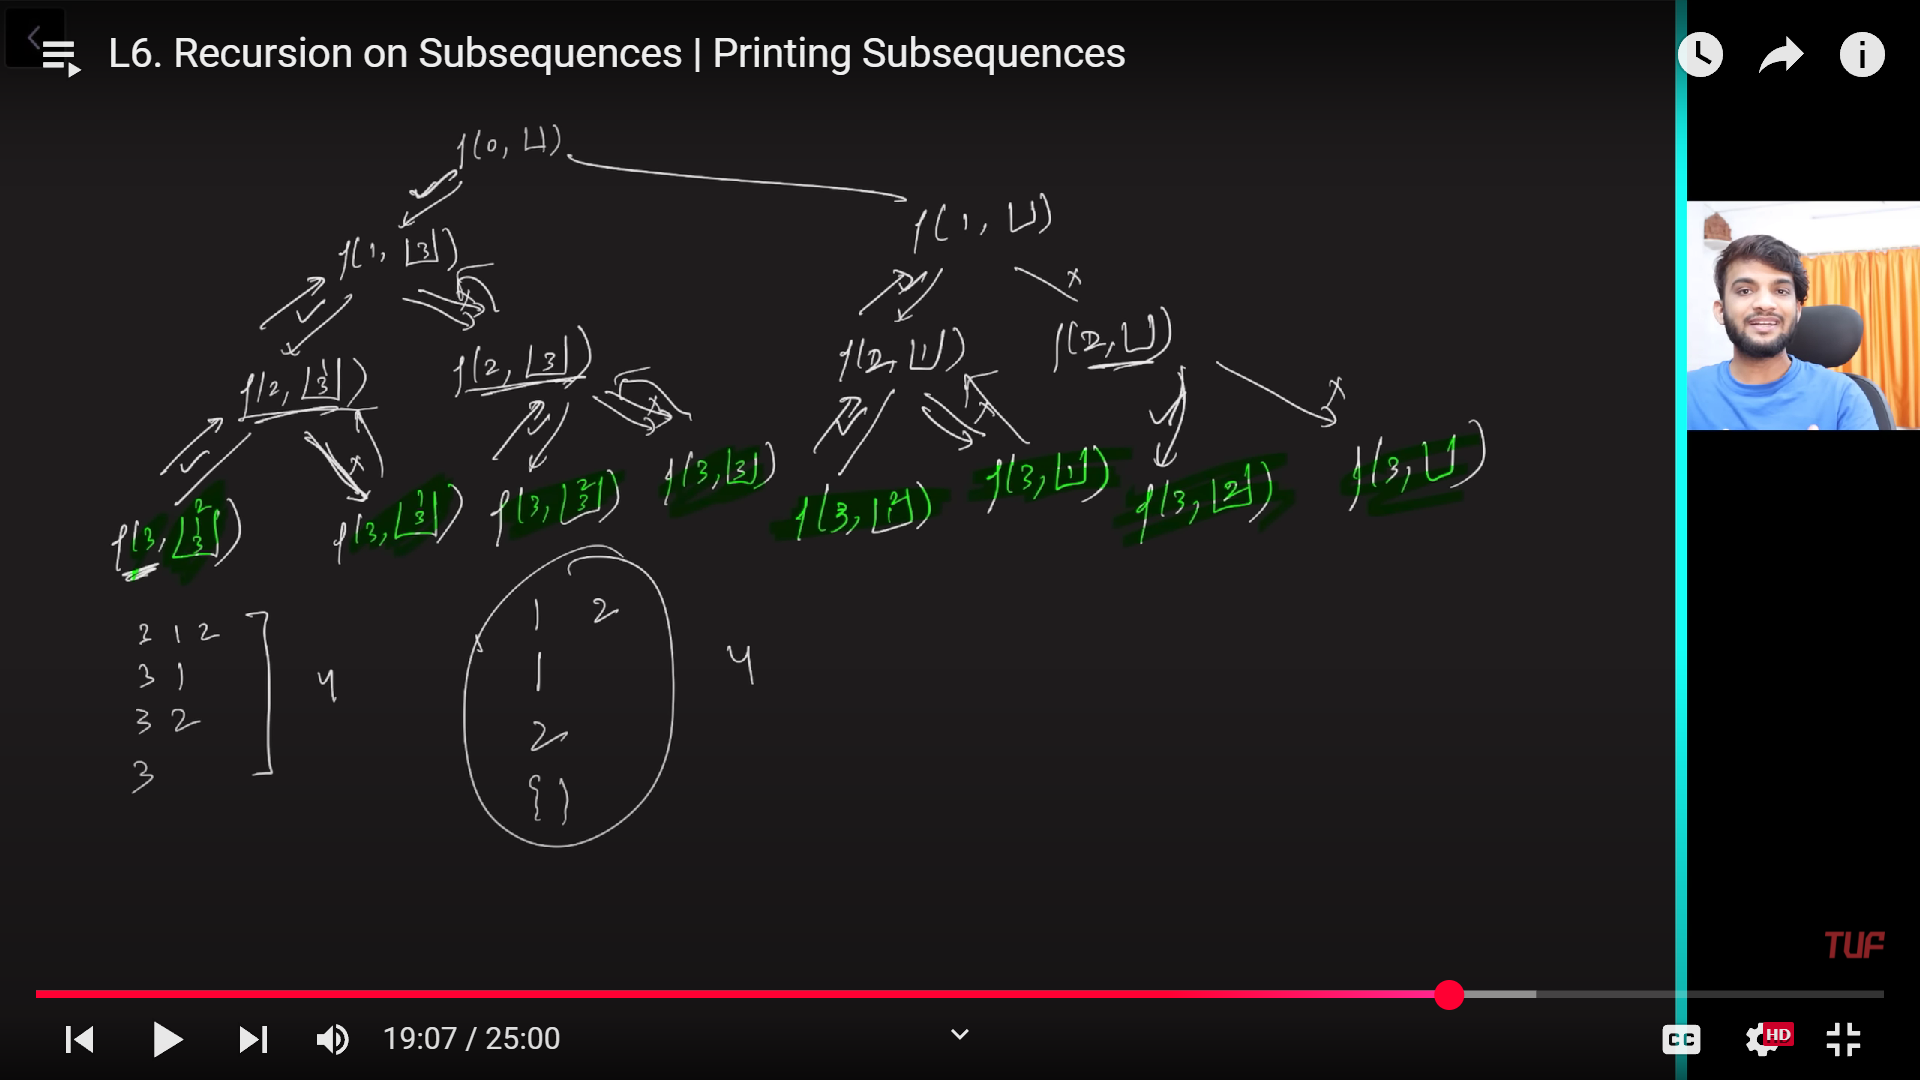 L6. Recursion on Subsequences | Printing Subsequences
f(0, ⌊⌋)
f(1, ⌊3⌋) f(1, ⌊⌋)
f(2, ⌊1 3⌋) f(2, ⌊3⌋) f(2, ⌊1⌋) f(2, ⌊⌋)
f(3, ⌊2 1 3⌋) f(3, ⌊1 3⌋) f(3, ⌊2 3⌋) f(3, ⌊3⌋) f(3, ⌊2 1⌋) f(3, ⌊1⌋) f(3, ⌊2⌋) f(3, ⌊⌋)
3 1 2
3 1
3 2
3
4
1 2
1
2
{ }
4
TUF
19:07 / 25:00
CC
HD